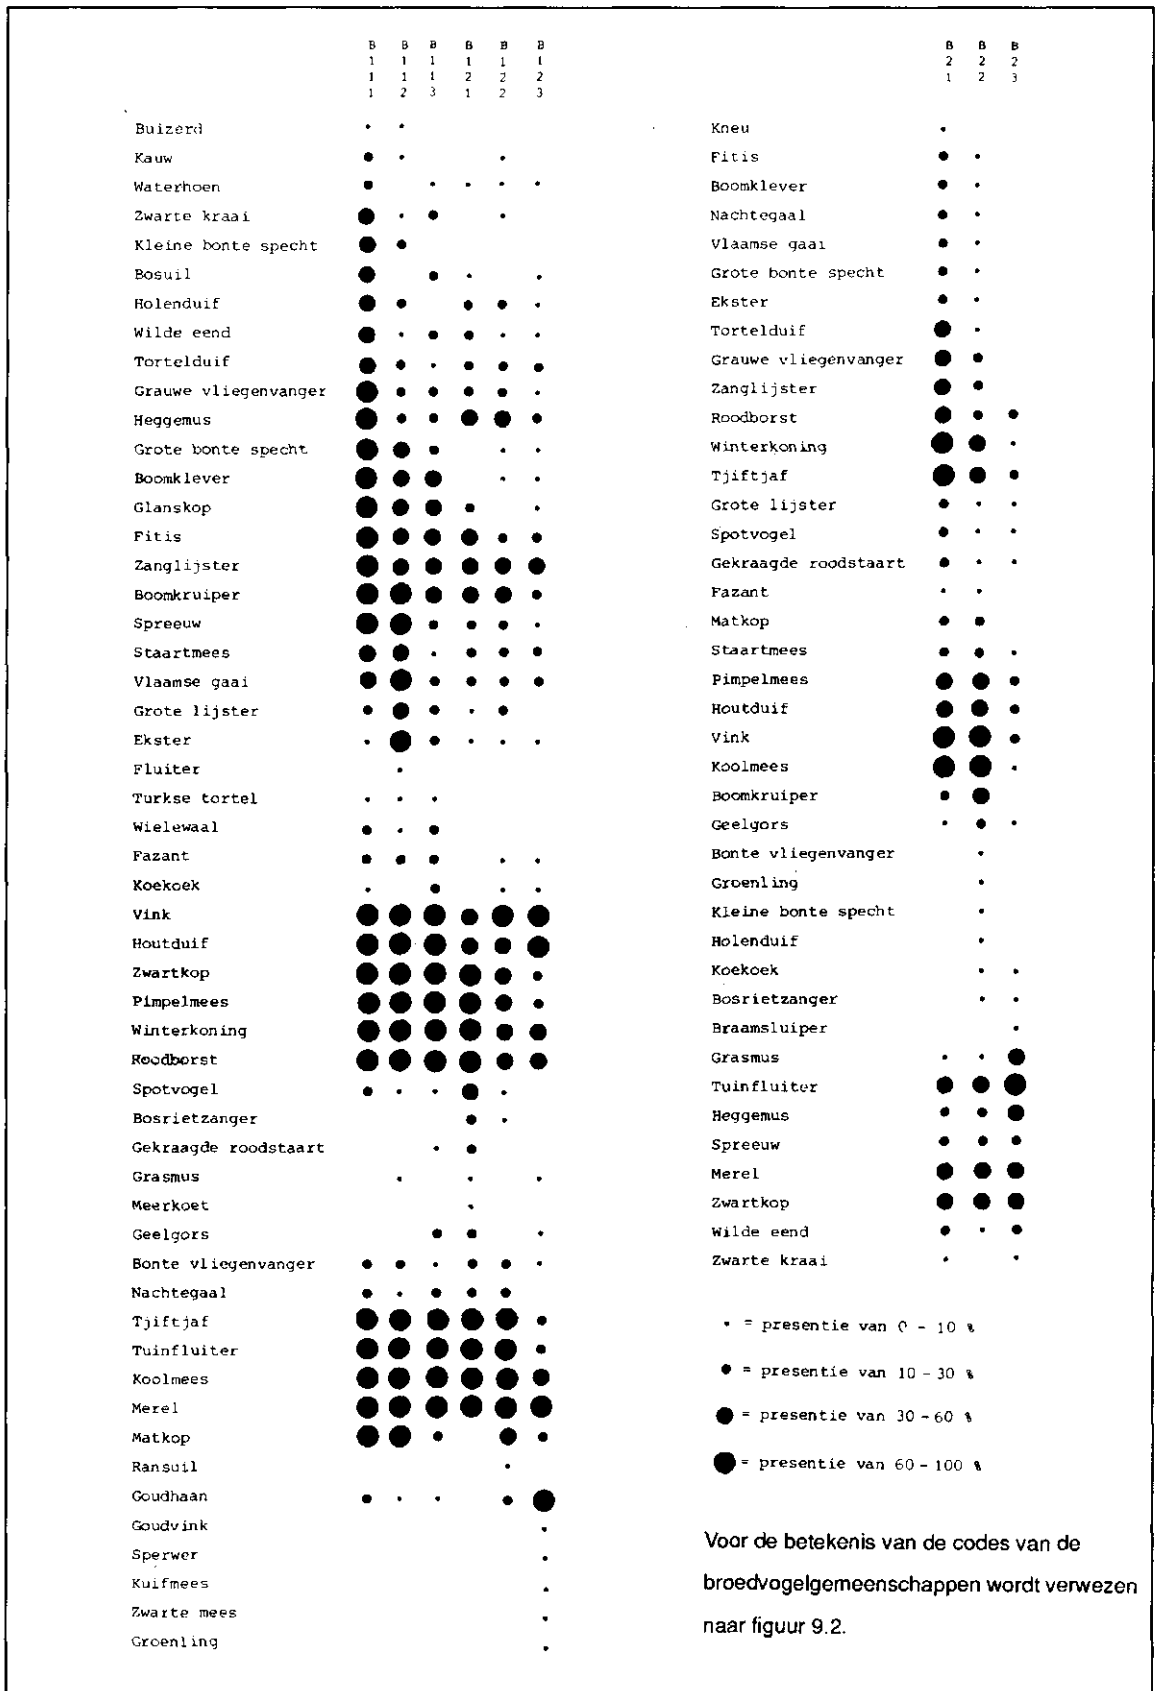 B B B B B B
1 1 1 1 1 1
1 1 1 2 2 2
1 2 3 1 2 3
Buizerd
Kauw
Waterhoen
Zwarte kraai
Kleine bonte specht
Bosuil
Holenduif
Wilde eend
Tortelduif
Grauwe vliegenvanger
Heggemus
Grote bonte specht
Boomklever
Glanskop
Fitis
Zanglijster
Boomkruiper
Spreeuw
Staartmees
Vlaamse gaai
Grote lijster
Ekster
Fluiter
Turkse tortel
Wielewaal
Fazant
Koekoek
Vink
Houtduif
Zwartkop
Pimpelmees
Winterkoning
Roodborst
Spotvogel
Bosrietzanger
Gekraagde roodstaart
Grasmus
Meerkoet
Geelgors
Bonte vliegenvanger
Nachtegaal
Tjiftjaf
Tuinfluiter
Koolmees
Merel
Matkop
Ransuil
Goudhaan
Goudvink
Sperwer
Kuifmees
Zwarte mees
Groenling
B B B
2 2 2
1 2 3
Kneu
Fitis
Boomklever
Nachtegaal
Vlaamse gaai
Grote bonte specht
Ekster
Tortelduif
Grauwe vliegenvanger
Zanglijster
Roodborst
Winterkoning
Tjiftjaf
Grote lijster
Spotvogel
Gekraagde roodstaart
Fazant
Matkop
Staartmees
Pimpelmees
Houtduif
Vink
Koolmees
Boomkruiper
Geelgors
Bonte vliegenvanger
Groenling
Kleine bonte specht
Holenduif
Koekoek
Bosrietzanger
Braamsluiper
Grasmus
Tuinfluiter
Heggemus
Spreeuw
Merel
Zwartkop
Wilde eend
Zwarte kraai
= presentie van 0 - 10 %
= presentie van 10 - 30 %
= presentie van 30 - 60 %
= presentie van 60 - 100 %
Voor de betekenis van de codes van de
broedvogelgemeenschappen wordt verwezen
naar figuur 9.2.